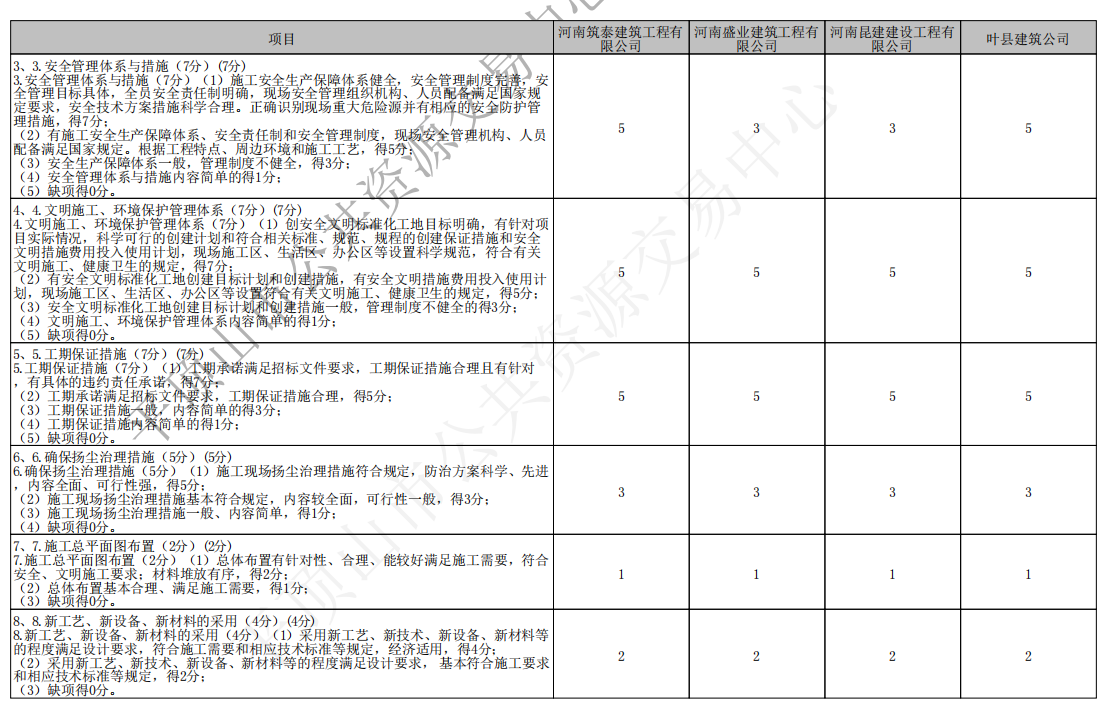 项目
河南筑泰建筑工程有
限公司
河南盛业建筑工程有
限公司
河南昆建建设工程有
限公司
叶县建筑公司
3、3.安全管理体系与措施（7分）(7分)
3.安全管理体系与措施（7分）（1）施工安全生产保障体系健全，安全管理制度完善，安
全管理目标具体，全员安全责任制明确，现场安全管理组织机构、人员配备满足国家规
定要求，安全技术方案措施科学合理。正确识别现场重大危险源并有相应的安全防护管
理措施，得7分；
（2）有施工安全生产保障体系、安全责任制和安全管理制度，现场安全管理机构、人员
配备满足国家规定。根据工程特点、周边环境和施工工艺，得5分；
（3）安全生产保障体系一般，管理制度不健全，得3分；
（4）安全管理体系与措施内容简单的得1分；
（5）缺项得0分。
5
3
3
5
4、4.文明施工、环境保护管理体系（7分）(7分)
4.文明施工、环境保护管理体系（7分）（1）创安全文明标准化工地目标明确，有针对项
目实际情况，科学可行的创建计划和符合相关标准、规范、规程的创建保证措施和安全
文明措施费用投入使用计划，现场施工区、生活区、办公区等设置科学规范，符合有关
文明施工、健康卫生的规定，得7分；
（2）有安全文明标准化工地创建目标计划和创建措施，有安全文明措施费用投入使用计
划，现场施工区、生活区、办公区等设置符合有关文明施工、健康卫生的规定，得5分；
（3）安全文明标准化工地创建目标计划和创建措施一般，管理制度不健全的得3分；
（4）文明施工、环境保护管理体系内容简单的得1分；
（5）缺项得0分。
5
5
5
5
5、5.工期保证措施（7分）(7分)
5.工期保证措施（7分）（1）工期承诺满足招标文件要求，工期保证措施合理且有针对
，有具体的违约责任承诺，得7分；
（2）工期承诺满足招标文件要求，工期保证措施合理，得5分；
（3）工期保证措施一般，内容简单的得3分；
（4）工期保证措施内容简单的得1分；
（5）缺项得0分。
5
5
5
5
6、6.确保扬尘治理措施（5分）(5分)
6.确保扬尘治理措施（5分）（1）施工现场扬尘治理措施符合规定，防治方案科学、先进
，内容全面、可行性强，得5分；
（2）施工现场扬尘治理措施基本符合规定，内容较全面，可行性一般，得3分；
（3）施工现场扬尘治理措施一般、内容简单，得1分；
（4）缺项得0分。
3
3
3
3
7、7.施工总平面图布置（2分）(2分)
7.施工总平面图布置（2分）（1）总体布置有针对性、合理、能较好满足施工需要，符合
安全、文明施工要求；材料堆放有序，得2分；
（2）总体布置基本合理、满足施工需要，得1分；
（3）缺项得0分。
1
1
1
1
8、8.新工艺、新设备、新材料的采用（4分）(4分)
8.新工艺、新设备、新材料的采用（4分）（1）采用新工艺、新技术、新设备、新材料等
的程度满足设计要求，符合施工需要和相应技术标准等规定，经济适用，得4分；
（2）采用新工艺、新技术、新设备、新材料等的程度满足设计要求， 基本符合施工要求
和相应技术标准等规定，得2分；
（3）缺项得0分。
2
2
2
2
平顶山市公共资源交易中心
顶山市公共资源交易中心